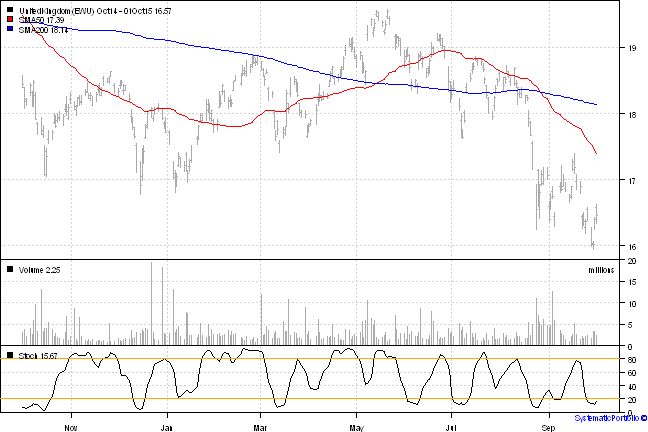 UnitedKingdom (EWU) Oct14 - 01Oct15 16.57
SMA50 17.39
SMA200 18.14
19
18
17
16
Volume 2.25
millions
20
15
10
5
0
Stoch 15.67
80
60
40
20
0
Nov Jan Mar May Jul Sep
SystematicPortfolio ©